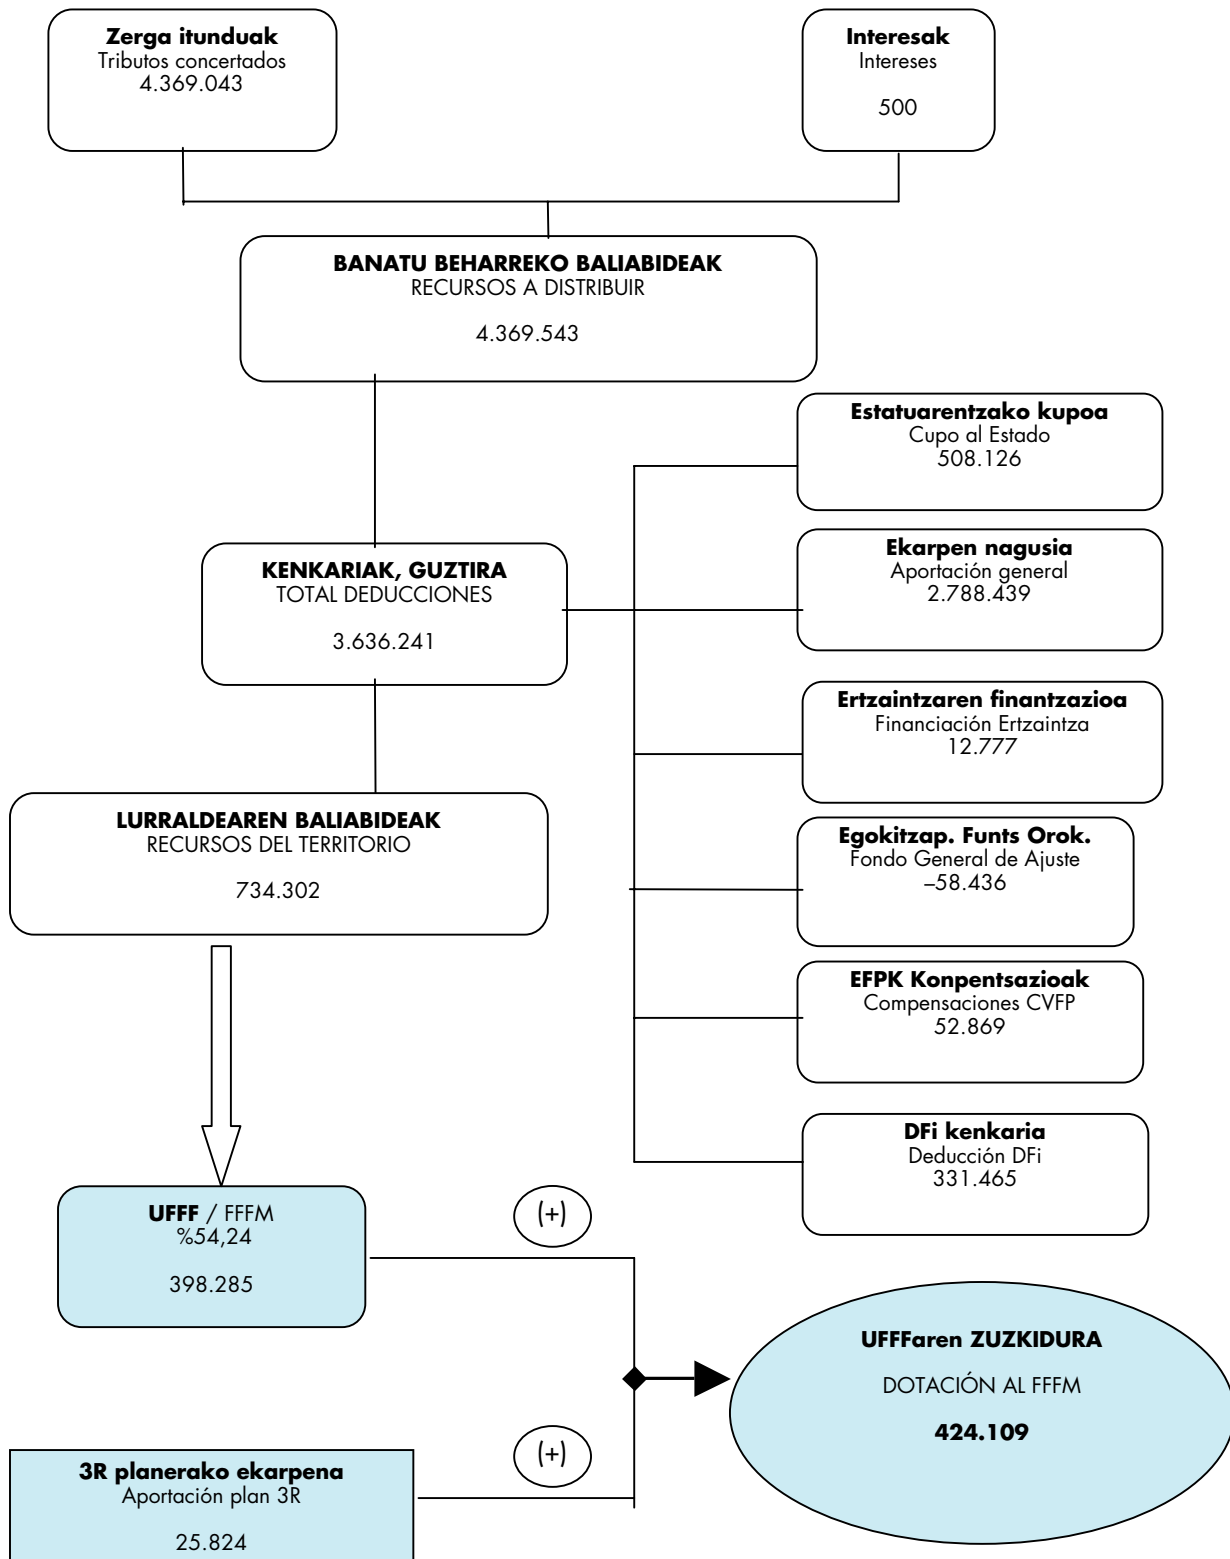 Zerga itunduak
Tributos concertados
4.369.043
Interesak
Intereses
500
BANATU BEHARREKO BALIABIDEAK
RECURSOS A DISTRIBUIR
4.369.543
Estatuarentzako kupoa
Cupo al Estado
508.126
Ekarpen nagusia
Aportación general
2.788.439
KENKARIAK, GUZTIRA
TOTAL DEDUCCIONES
3.636.241
Ertzaintzaren finantzazioa
Financiación Ertzaintza
12.777
LURRALDEAREN BALIABIDEAK
RECURSOS DEL TERRITORIO
734.302
Egokitzap. Funts Orok.
Fondo General de Ajuste
–58.436
EFPK Konpentsazioak
Compensaciones CVFP
52.869
DFi kenkaria
Deducción DFi
331.465
UFFF / FFFM
%54,24
398.285
(+)
UFFFaren ZUZKIDURA
DOTACIÓN AL FFFM
424.109
(+)
3R planerako ekarpena
Aportación plan 3R
25.824